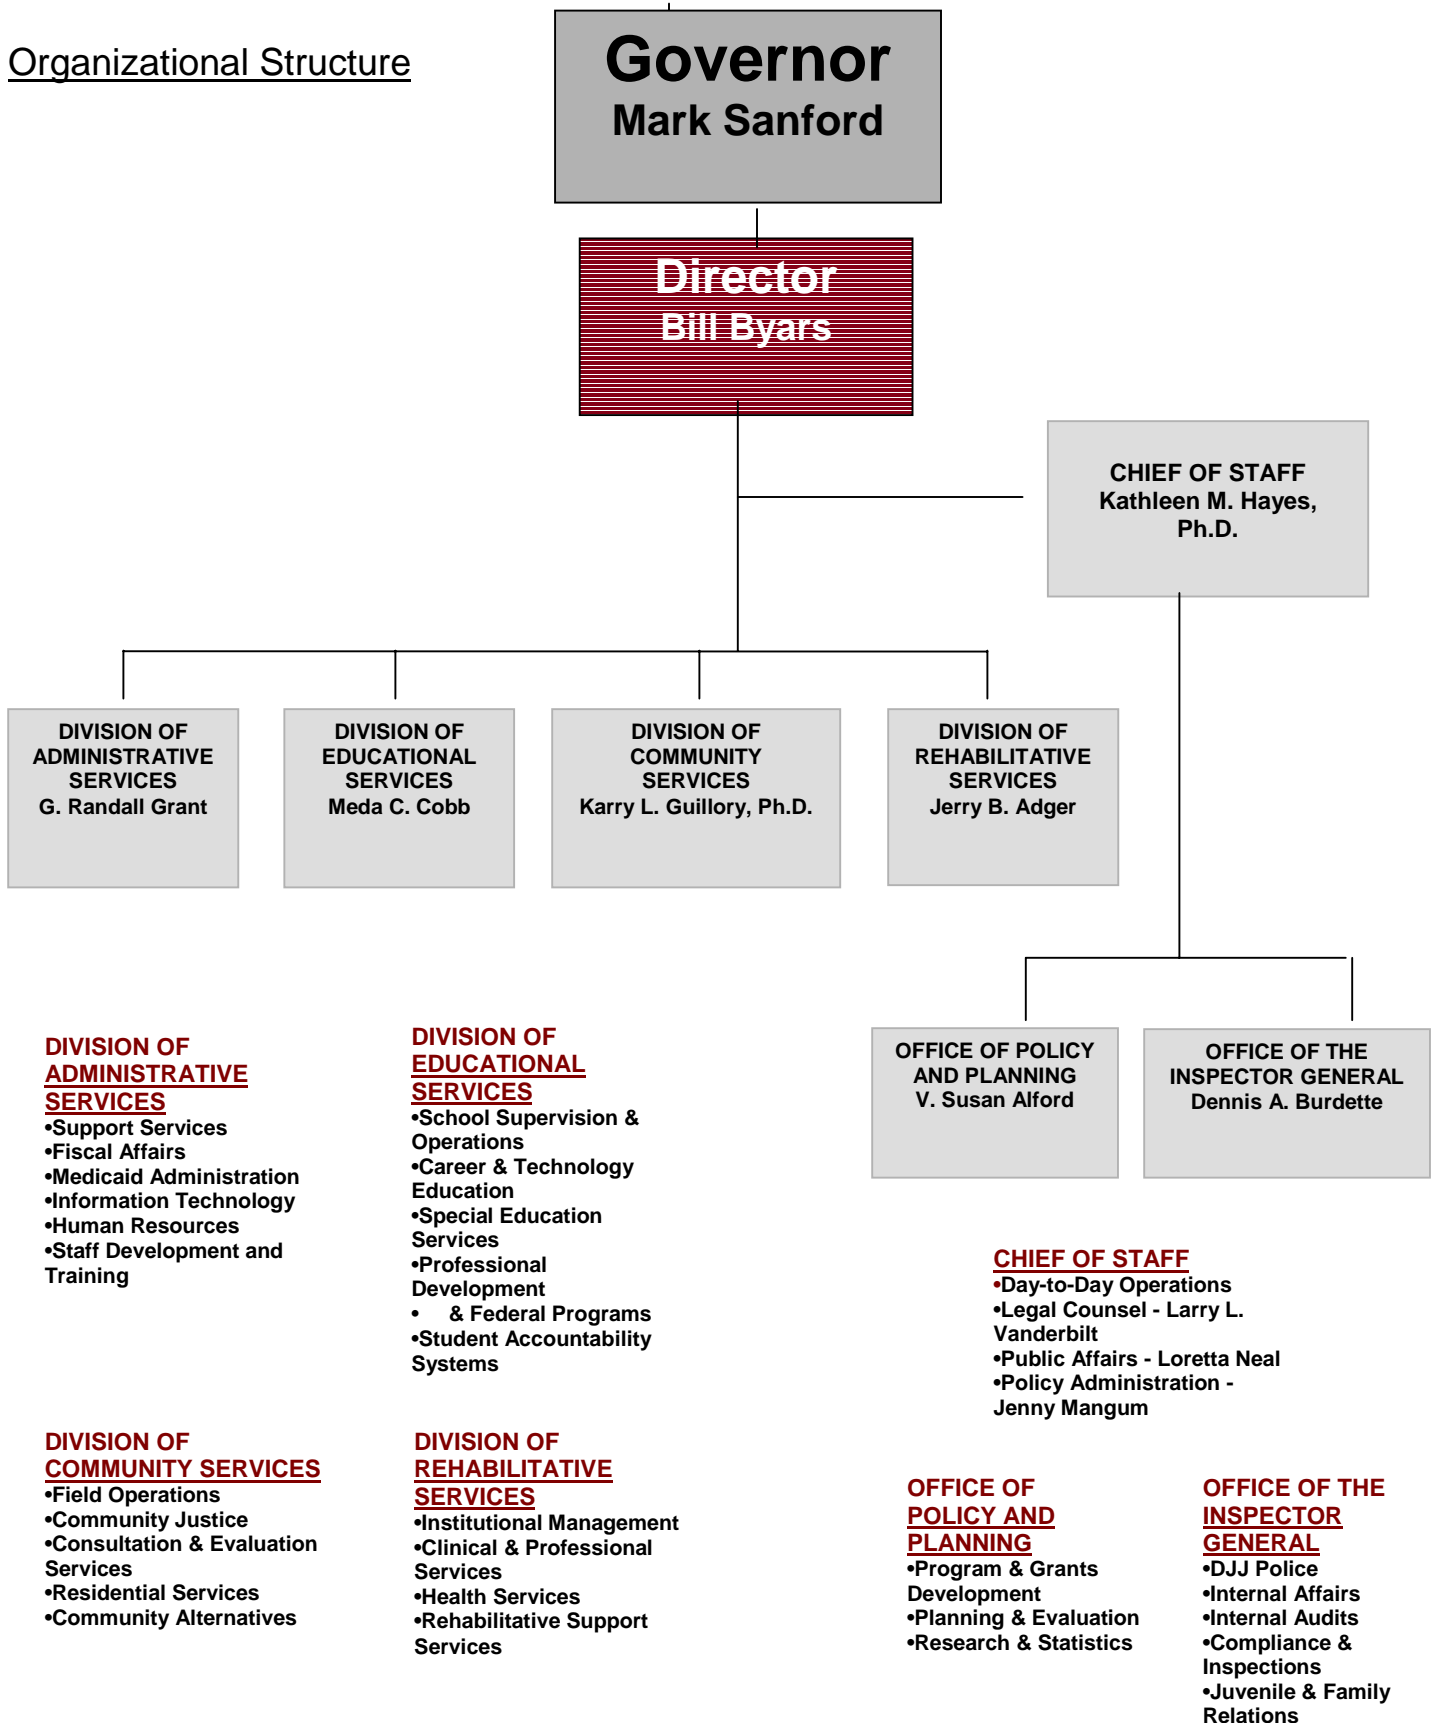 Organizational Structure
Governor
Mark Sanford
Director
Bill Byars
CHIEF OF STAFF
Kathleen M. Hayes,
Ph.D.
DIVISION OF
ADMINISTRATIVE
SERVICES
G. Randall Grant
DIVISION OF
EDUCATIONAL
SERVICES
Meda C. Cobb
DIVISION OF
COMMUNITY
SERVICES
Karry L. Guillory, Ph.D.
DIVISION OF
REHABILITATIVE
SERVICES
Jerry B. Adger
OFFICE OF POLICY
AND PLANNING
V. Susan Alford
OFFICE OF THE
INSPECTOR GENERAL
Dennis A. Burdette
DIVISION OF
ADMINISTRATIVE
SERVICES
•Support Services
•Fiscal Affairs
•Medicaid Administration
•Information Technology
•Human Resources
•Staff Development and
Training
DIVISION OF
EDUCATIONAL
SERVICES
•School Supervision &
Operations
•Career & Technology
Education
•Special Education
Services
•Professional
Development
• & Federal Programs
•Student Accountability
Systems
CHIEF OF STAFF
•Day-to-Day Operations
•Legal Counsel - Larry L.
Vanderbilt
•Public Affairs - Loretta Neal
•Policy Administration -
Jenny Mangum
DIVISION OF
COMMUNITY SERVICES
•Field Operations
•Community Justice
•Consultation & Evaluation
Services
•Residential Services
•Community Alternatives
DIVISION OF
REHABILITATIVE
SERVICES
•Institutional Management
•Clinical & Professional
Services
•Health Services
•Rehabilitative Support
Services
OFFICE OF
POLICY AND
PLANNING
•Program & Grants
Development
•Planning & Evaluation
•Research & Statistics
OFFICE OF THE
INSPECTOR
GENERAL
•DJJ Police
•Internal Affairs
•Internal Audits
•Compliance &
Inspections
•Juvenile & Family
Relations